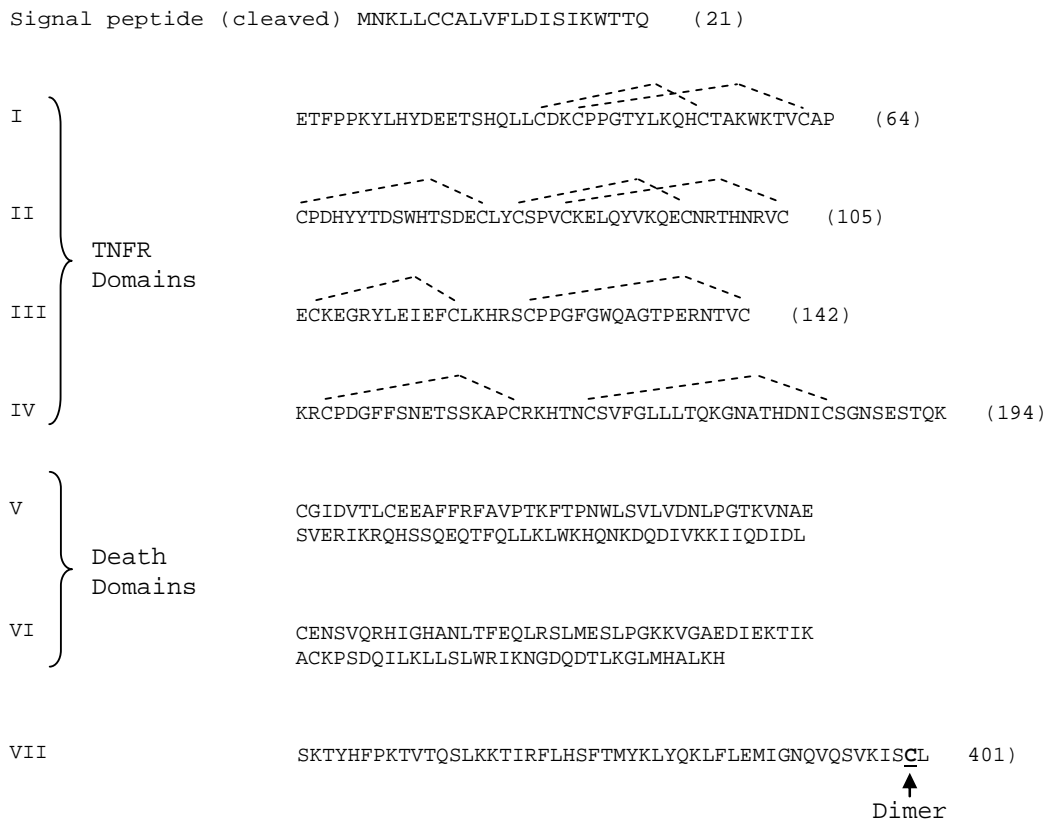 Signal peptide (cleaved) MNKLLCCALVFLDISIKWTTQ (21)
I ETFPPKYLHYDEETSHQLLCDKCPPGTYLKQHCTAKWKTVCAP (64)
II CPDHYYTDSWHTSDECLYCSPVCKELQYVKQECNRTHNRVC (105)
TNFR
Domains
III ECKEGRYLEIEFCLKHRSCPPGFGWQAGTPERNTVC (142)
IV KRCPDGFFSNETSSKAPCRKHTNCSVFGLLLTQKGNATHDNICSGNSESTQK (194)
V CGIDVTLCEEAFFRFAVPTKFTPNWLSVLVDNLPGTKVNAE
SVERIKRQHSSQEQTFQLLKLWKHQNKDQDIVKKIIQDIDL
Death
Domains
VI CENSVQRHIGHANLTFEQLRSLMESLPGKKVGAEDIEKTIK
ACKPSDQILKLLSLWRIKNGDQDTLKGLMHALKH
VII SKTYHFPKTVTQSLKKTIRFLHSFTMYKLYQKLFLEMIGNQVQSVKISCL 401)
Dimer